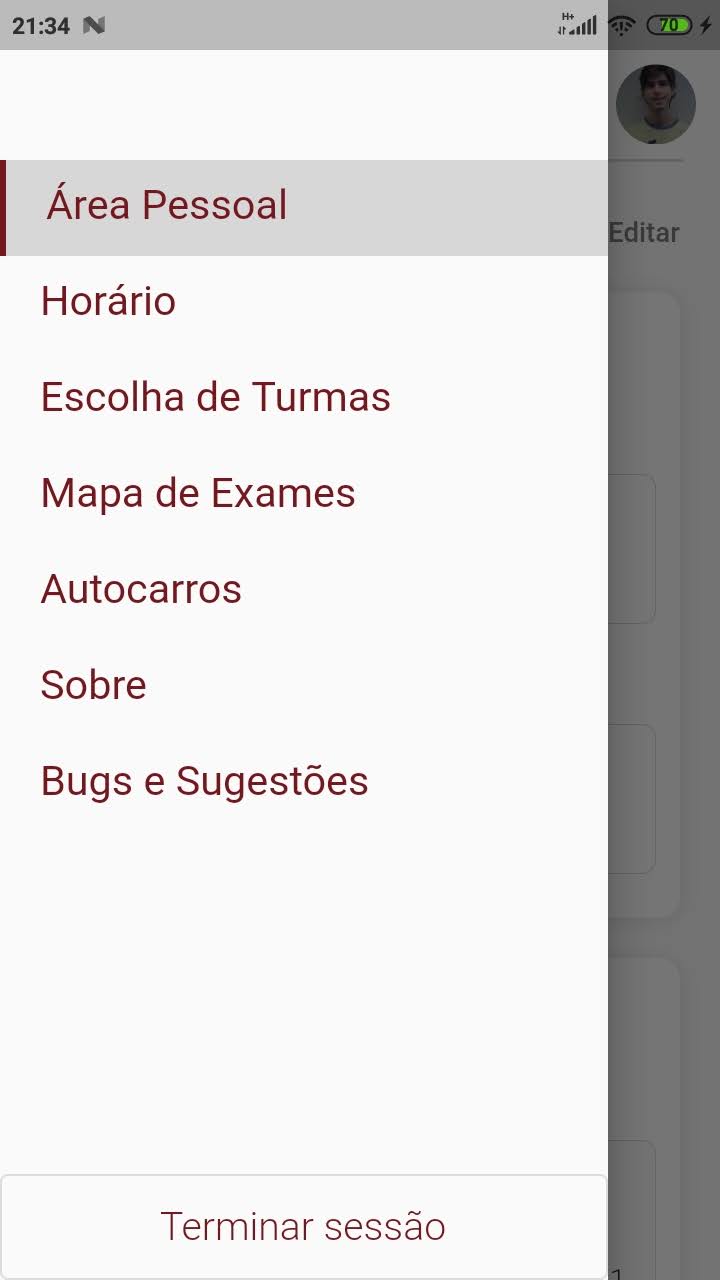 21:34 H+ 70
Editar
Área Pessoal
Horário
Escolha de Turmas
Mapa de Exames
Autocarros
Sobre
Bugs e Sugestões
Terminar sessão
1